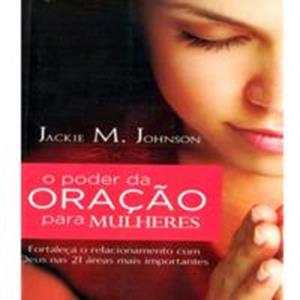 JACKIE M. JOHNSON
o poder da
ORAÇÃO
para MULHERES
Fortaleça o relacionamento com
Deus nas 21 áreas mais importantes